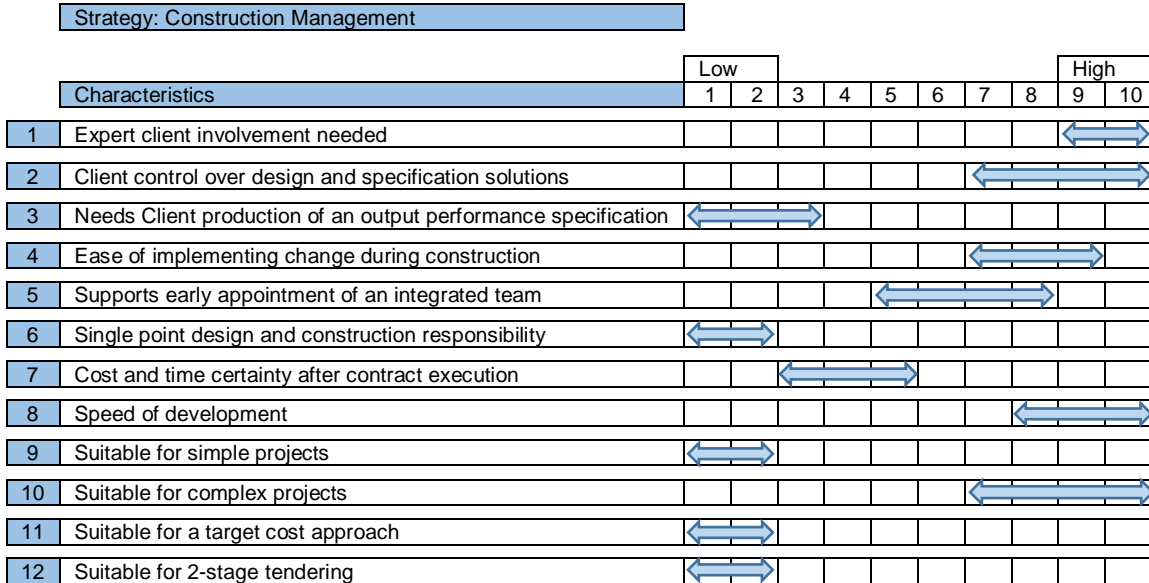 Strategy: Construction Management
Low High
Characteristics 1 2 3 4 5 6 7 8 9 10
1 Expert client involvement needed
2 Client control over design and specification solutions
3 Needs Client production of an output performance specification
4 Ease of implementing change during construction
5 Supports early appointment of an integrated team
6 Single point design and construction responsibility
7 Cost and time certainty after contract execution
8 Speed of development
9 Suitable for simple projects
10 Suitable for complex projects
11 Suitable for a target cost approach
12 Suitable for 2-stage tendering